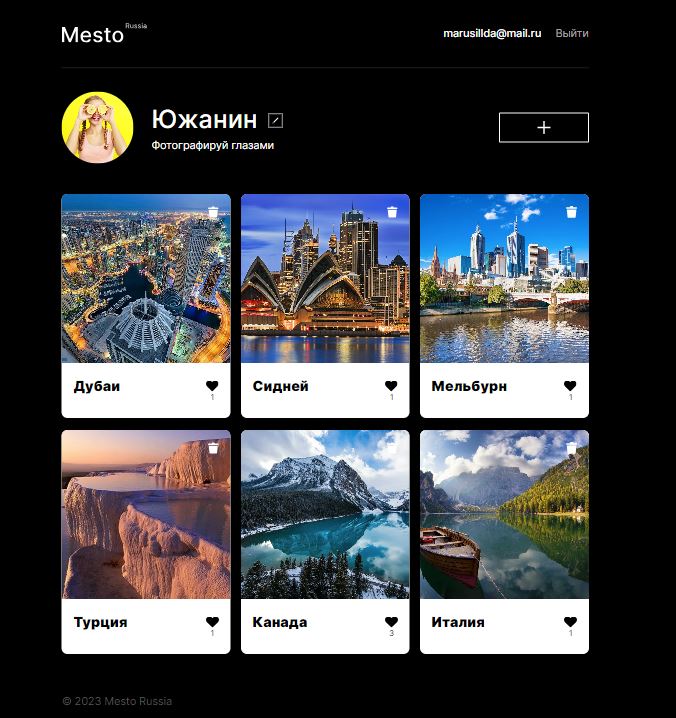 Mesto Russia
marusillda@mail.ru Выйти
Южанин
Фотографируй глазами
Дубаи
1
Сидней
1
Мельбурн
1
Турция
1
Канада
3
Италия
1
© 2023 Mesto Russia